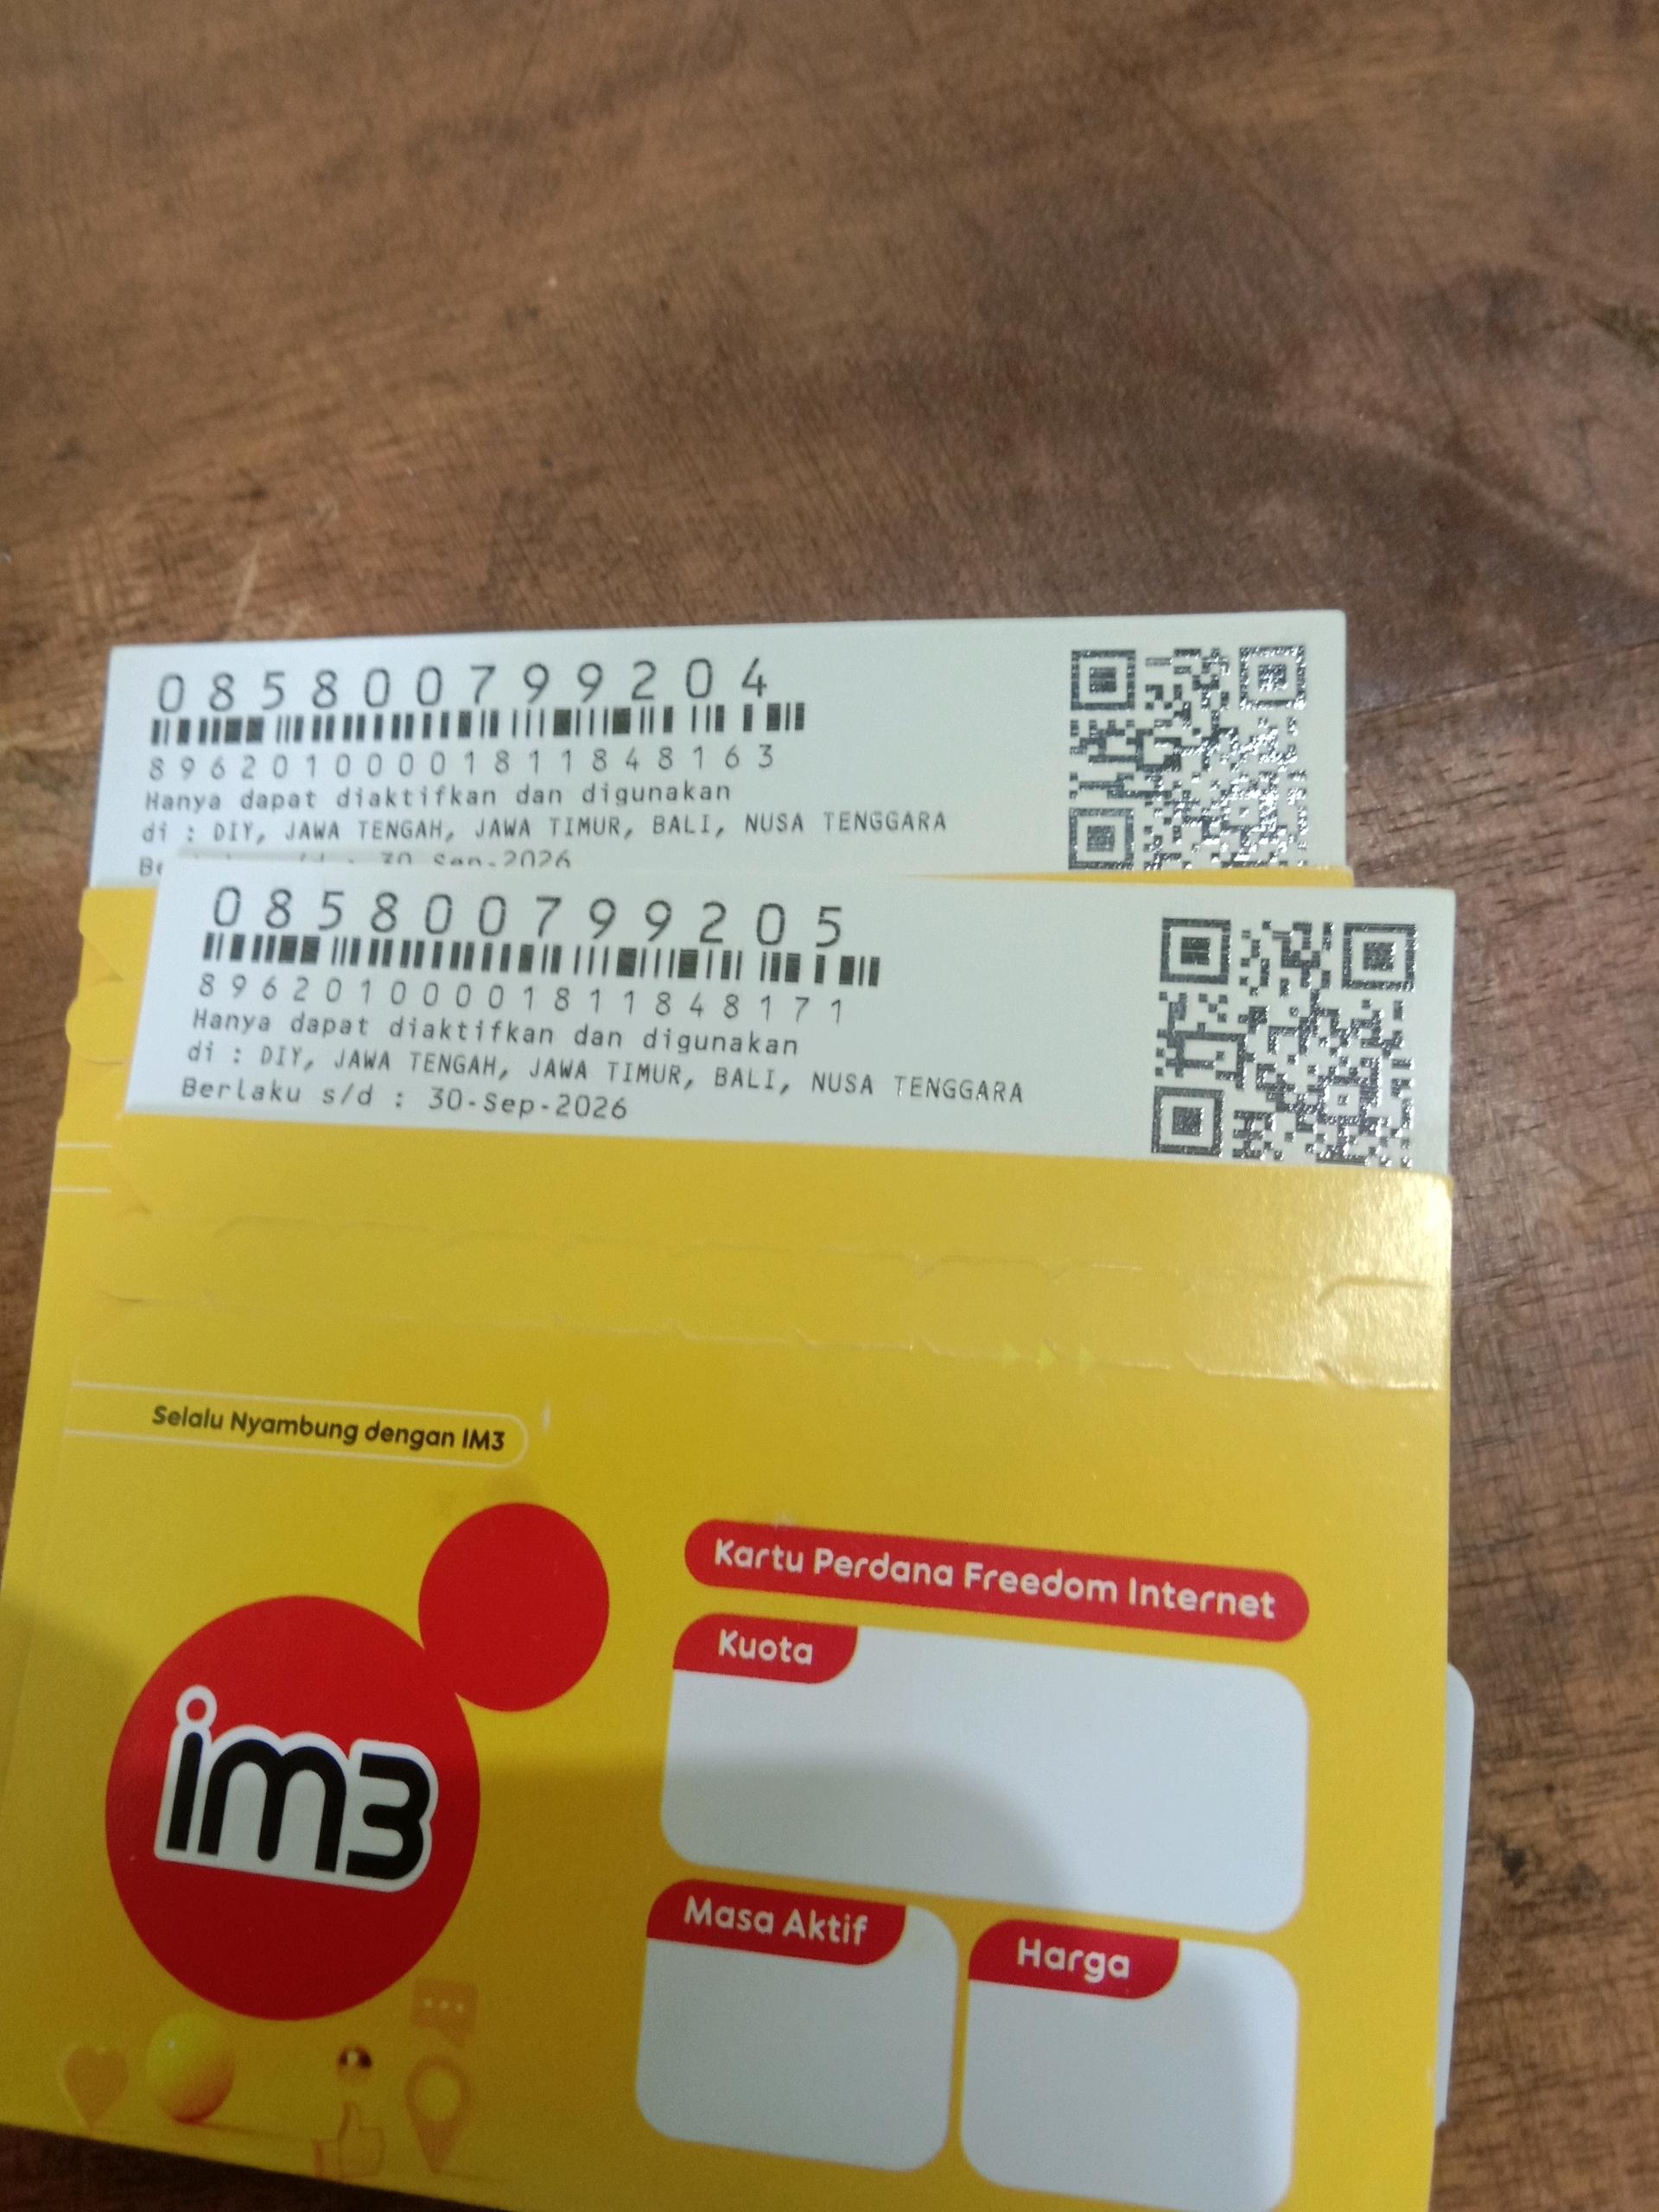 085800799204
89620100001811848163
Hanya dapat diaktifkan dan digunakan
di : DIY, JAWA TENGAH, JAWA TIMUR, BALI, NUSA TENGGARA
30-Sep-2026
085800799205
89620100001811848171
Hanya dapat diaktifkan dan digunakan
di : DIY, JAWA TENGAH, JAWA TIMUR, BALI, NUSA TENGGARA
Berlaku s/d : 30-Sep-2026
Selalu Nyambung dengan IM3
im3
Kartu Perdana Freedom Internet
Kuota
Masa Aktif
Harga